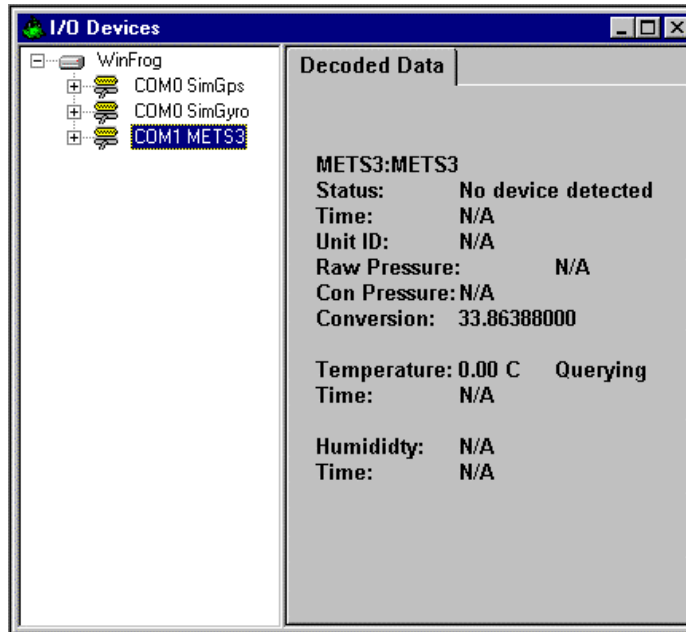 I/O Devices
WinFrog
COM0 SimGps
COM0 SimGyro
COM1 METS3
Decoded Data
METS3:METS3
Status: No device detected
Time: N/A
Unit ID: N/A
Raw Pressure: N/A
Con Pressure: N/A
Conversion: 33.86388000
Temperature: 0.00 C Querying
Time: N/A
Humididty: N/A
Time: N/A